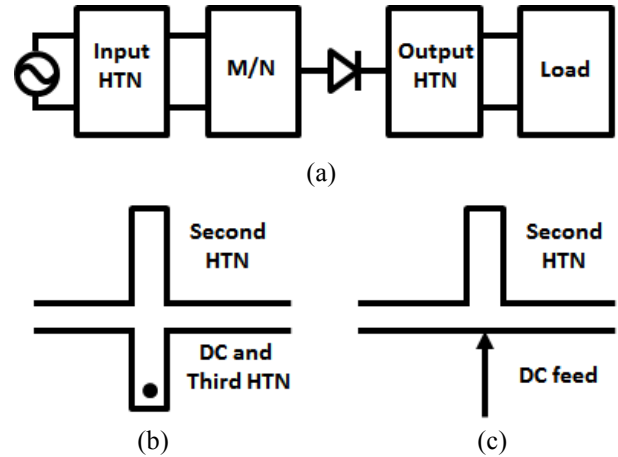 Input
HTN
M/N
Output
HTN
Load
(a)
Second
HTN
DC and
Third HTN
(b)
Second
HTN
DC feed
(c)